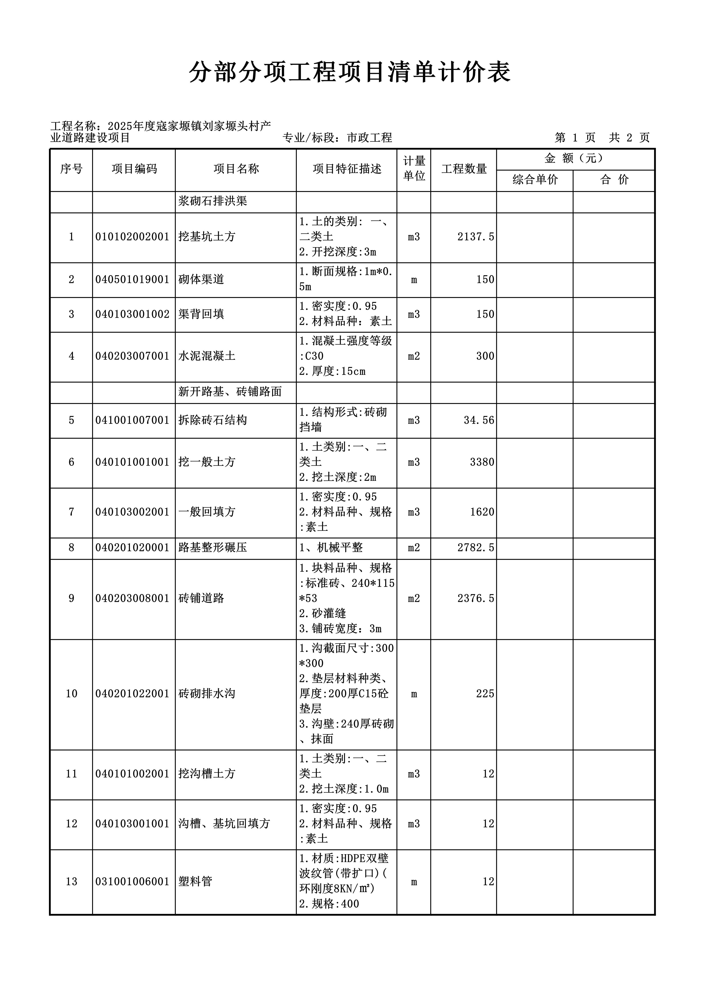 分部分项工程项目清单计价表
工程名称：2025年度寇家塬镇刘家塬头村产
业道路建设项目 专业/标段：市政工程 第 1 页 共 2 页
序号 项目编码 项目名称 项目特征描述 计量单位 工程数量 金 额（元）
综合单价 合 价
浆砌石排洪渠
1 010102002001 挖基坑土方 1.土的类别: 一、
二类土
2.开挖深度:3m m3 2137.5
2 040501019001 砌体渠道 1.断面规格:1m*0.
5m m 150
3 040103001002 渠背回填 1.密实度:0.95
2.材料品种：素土 m3 150
4 040203007001 水泥混凝土 1.混凝土强度等级
:C30
2.厚度:15cm m2 300
新开路基、砖铺路面
5 041001007001 拆除砖石结构 1.结构形式:砖砌
挡墙 m3 34.56
6 040101001001 挖一般土方 1.土类别:一、二
类土
2.挖土深度:2m m3 3380
7 040103002001 一般回填方 1.密实度:0.95
2.材料品种、规格
:素土 m3 1620
8 040201020001 路基整形碾压 1、机械平整 m2 2782.5
9 040203008001 砖铺道路 1.块料品种、规格
:标准砖、240*115
*53
2.砂灌缝
3.铺砖宽度：3m m2 2376.5
10 040201022001 砖砌排水沟 1.沟截面尺寸:300
*300
2.垫层材料种类、
厚度:200厚C15砼
垫层
3.沟壁:240厚砖砌
、抹面 m 225
11 040101002001 挖沟槽土方 1.土类别:一、二
类土
2.挖土深度:1.0m m3 12
12 040103001001 沟槽、基坑回填方 1.密实度:0.95
2.材料品种、规格
:素土 m3 12
13 031001006001 塑料管 1.材质:HDPE双壁
波纹管(带扩口)(
环刚度8KN/㎡)
2.规格:400 m 12